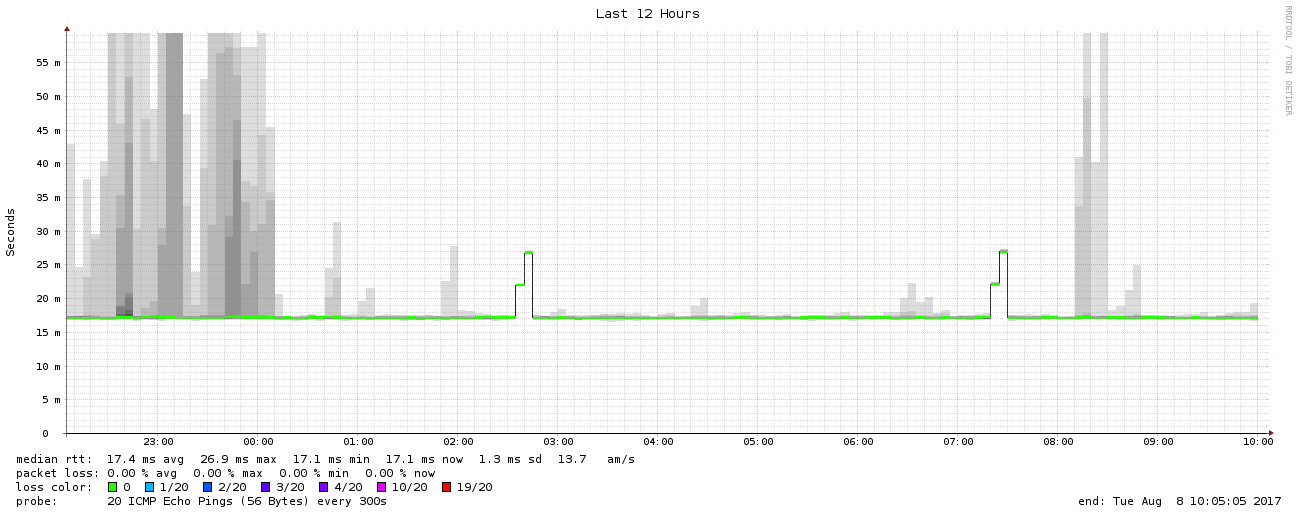 Last 12 Hours
RRDTOOL / TOBI OETIKER
Seconds
55 m
50 m
45 m
40 m
35 m
30 m
25 m
20 m
15 m
10 m
5 m
0
23:00 00:00 01:00 02:00 03:00 04:00 05:00 06:00 07:00 08:00 09:00 10:00
median rtt: 17.4 ms avg 26.9 ms max 17.1 ms min 17.1 ms now 1.3 ms sd 13.7 am/s
packet loss: 0.00 % avg 0.00 % max 0.00 % min 0.00 % now
loss color: 0 1/20 2/20 3/20 4/20 10/20 19/20
probe: 20 ICMP Echo Pings (56 Bytes) every 300s end: Tue Aug 8 10:05:05 2017